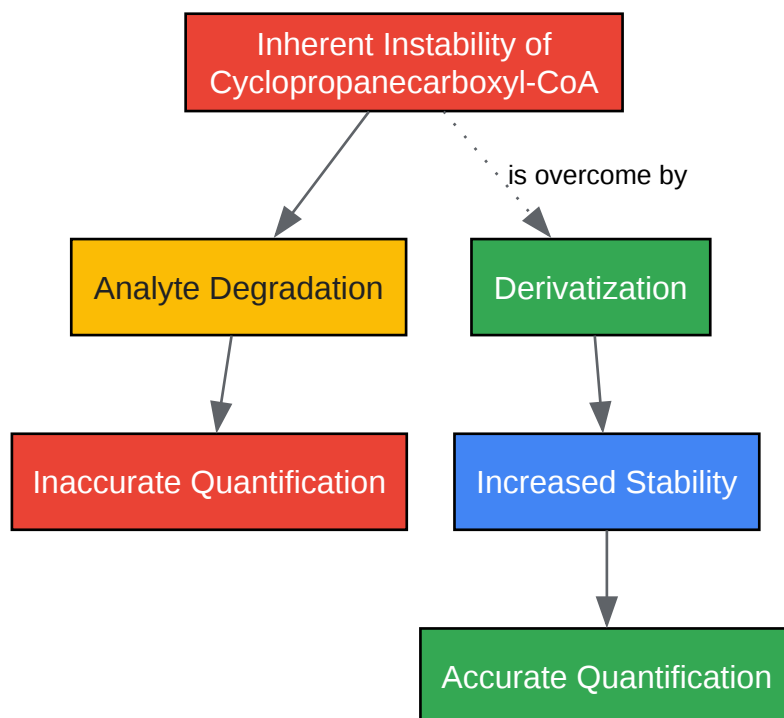 Inherent Instability of
Cyclopropanecarboxyl-CoA
is overcome by
Analyte Degradation
Derivatization
Inaccurate Quantification
Increased Stability
Accurate Quantification